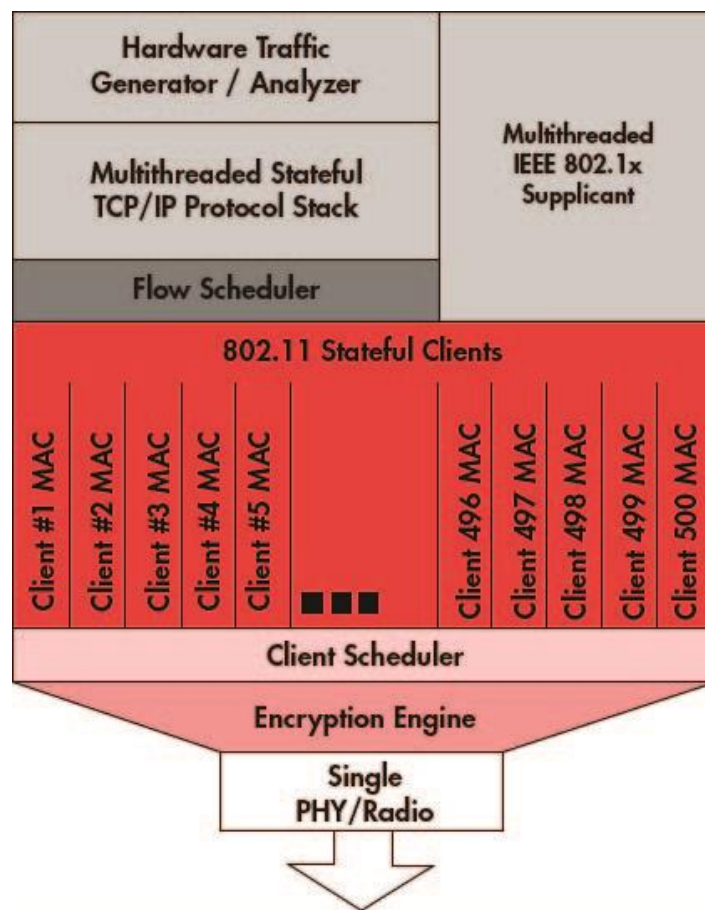 Hardware Traffic
Generator / Analyzer
Multithreaded Stateful
TCP/IP Protocol Stack
Flow Scheduler
Multithreaded
IEEE 802.1x
Supplicant
802.11 Stateful Clients
Client #1 MAC
Client #2 MAC
Client #3 MAC
Client #4 MAC
Client #5 MAC
Client 496 MAC
Client 497 MAC
Client 498 MAC
Client 499 MAC
Client 500 MAC
Client Scheduler
Encryption Engine
Single
PHY/Radio